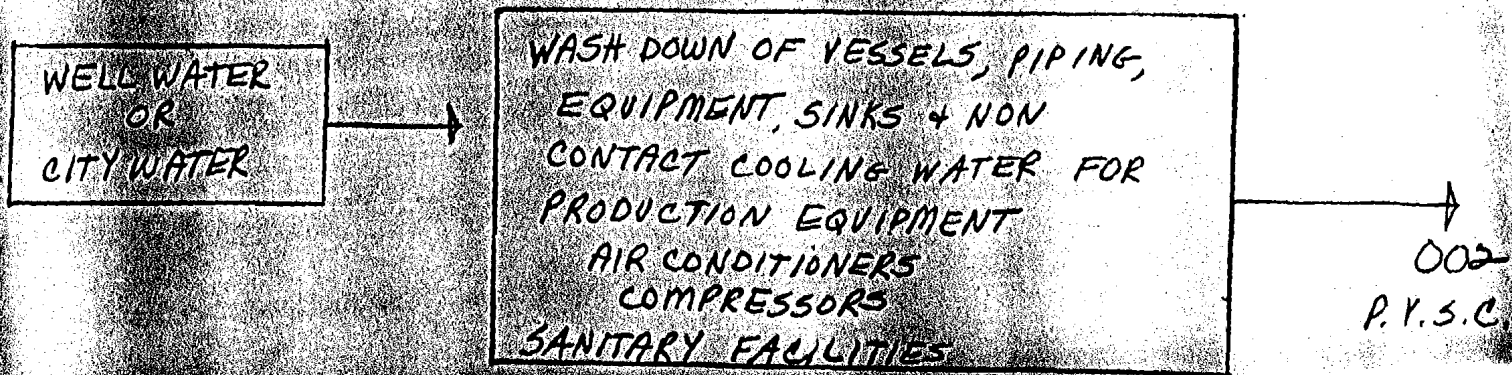 WELL WATER
OR
CITY WATER
WASH DOWN OF VESSELS, PIPING,
EQUIPMENT, SINKS & NON
CONTACT COOLING WATER FOR
PRODUCTION EQUIPMENT
AIR CONDITIONERS
COMPRESSORS
SANITARY FACILITIES
002
P.V.S.C.